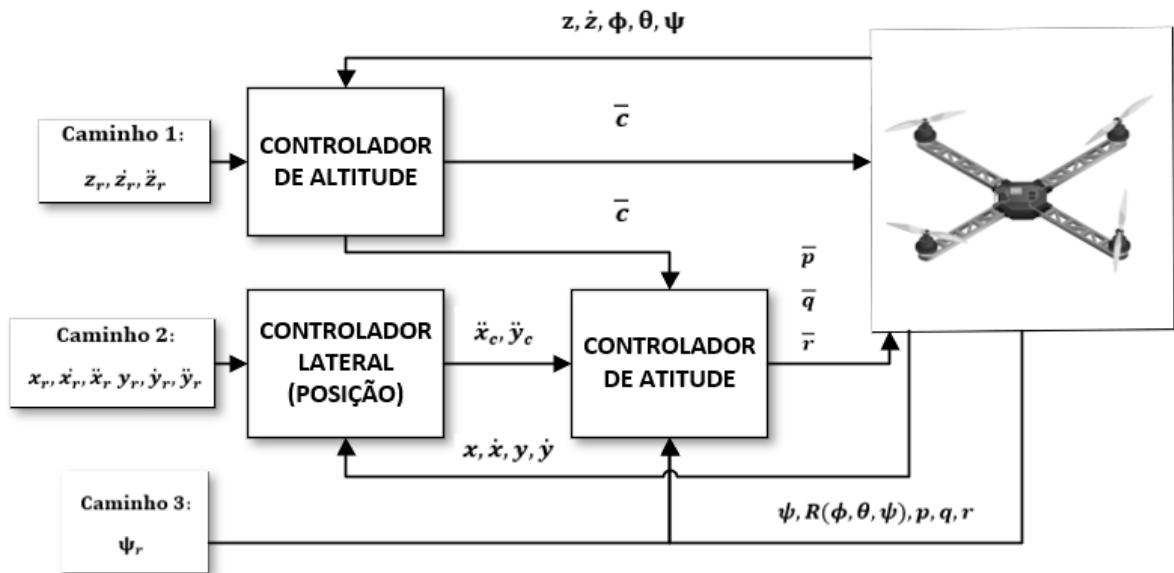 z, ż, ϕ, θ, ψ
Caminho 1:
z_r, ż_r, z̈_r
CONTROLADOR
DE ALTITUDE
c̅
c̅
Caminho 2:
x_r, ẋ_r, ẍ_r y_r, ẏ_r, ÿ_r
CONTROLADOR
LATERAL
(POSIÇÃO)
ẍ_c, ÿ_c
CONTROLADOR
DE ATITUDE
p̅
q̅
r̅
x, ẋ, y, ẏ
Caminho 3:
ψ_r
ψ, R(ϕ, θ, ψ), p, q, r